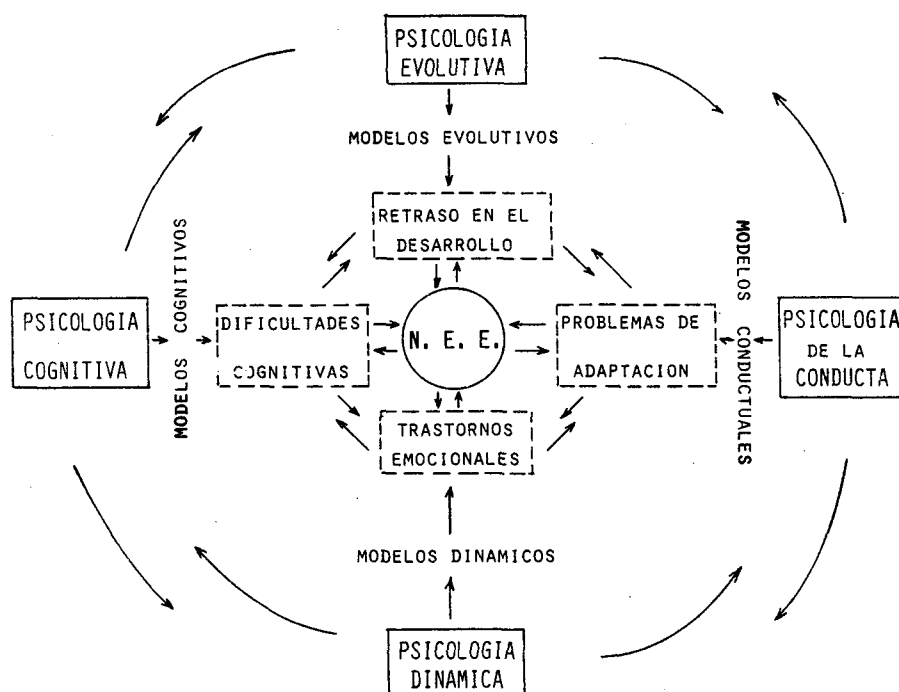 PSICOLOGIA
EVOLUTIVA
MODELOS EVOLUTIVOS
RETRASO EN EL
DESARROLLO
PSICOLOGIA
COGNITIVA
MODELOS COGNITIVOS
DIFICULTADES
COGNITIVAS
N. E. E.
PROBLEMAS DE
ADAPTACION
MODELOS CONDUCTUALES
PSICOLOGIA
DE LA
CONDUCTA
TRASTORNOS
EMOCIONALES
MODELOS DINAMICOS
PSICOLOGIA
DINAMICA